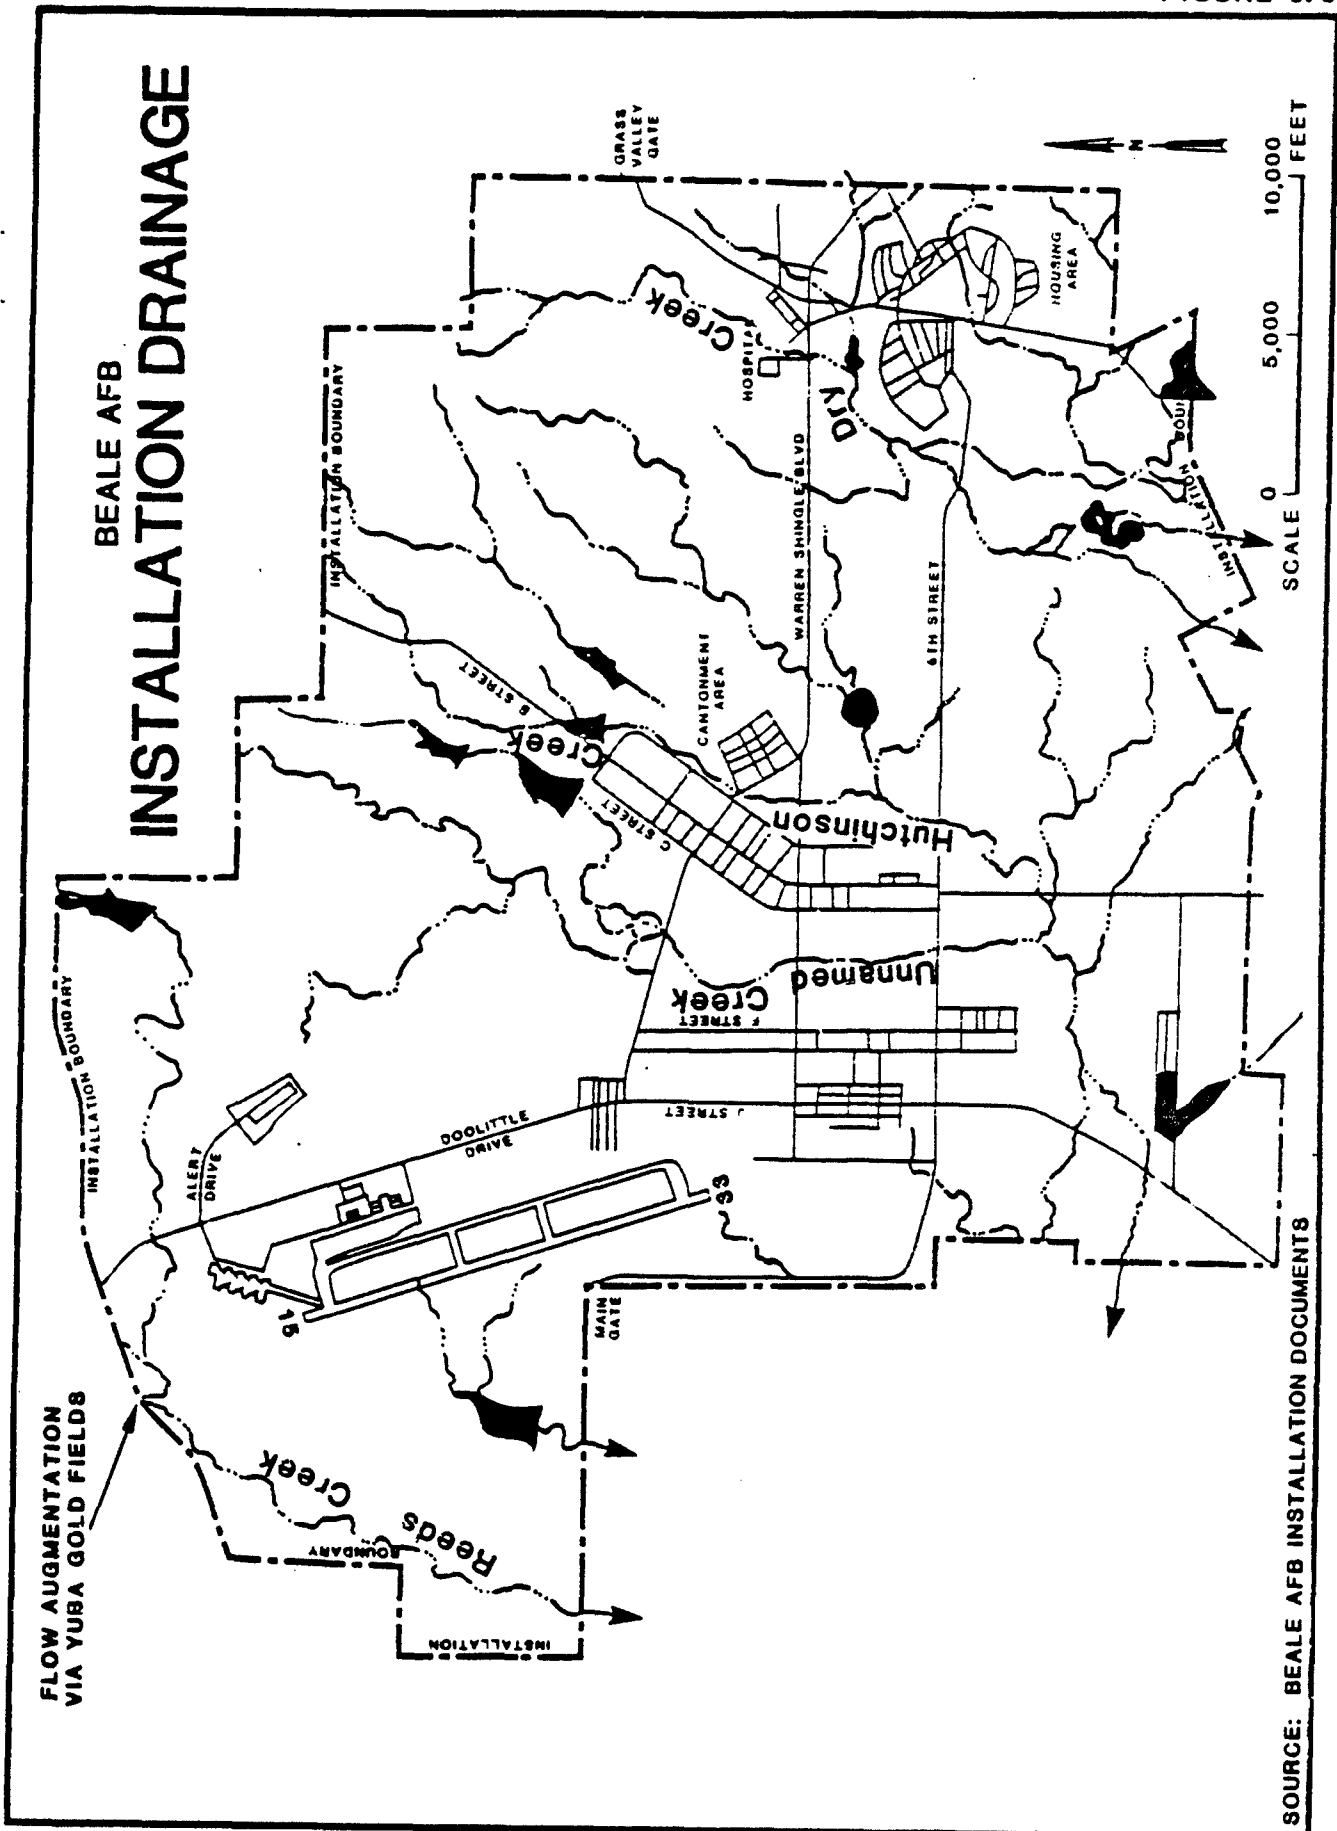 BEALE AFB
INSTALLATION DRAINAGE
FLOW AUGMENTATION
VIA YUBA GOLD FIELDS
INSTALLATION BOUNDARY
ALERT
DRIVE
DOOLITTLE
DRIVE
15
33
Reeds
Creek
BOUNDARY
INSTALLATION
MAIN
GATE
INSTALLATION BOUNDARY
B STREET
C STREET
Creek
Hutchinson
CANTONMENT
AREA
Unnamed
Creek
F STREET
J STREET
WARREN SHINGLE BLVD
6TH STREET
GRASS
VALLEY
GATE
Creek
Dry
HOSPITAL
HOUSING
AREA
INSTALLATION
N
SCALE
0
5,000
10,000
FEET
SOURCE: BEALE AFB INSTALLATION DOCUMENTS